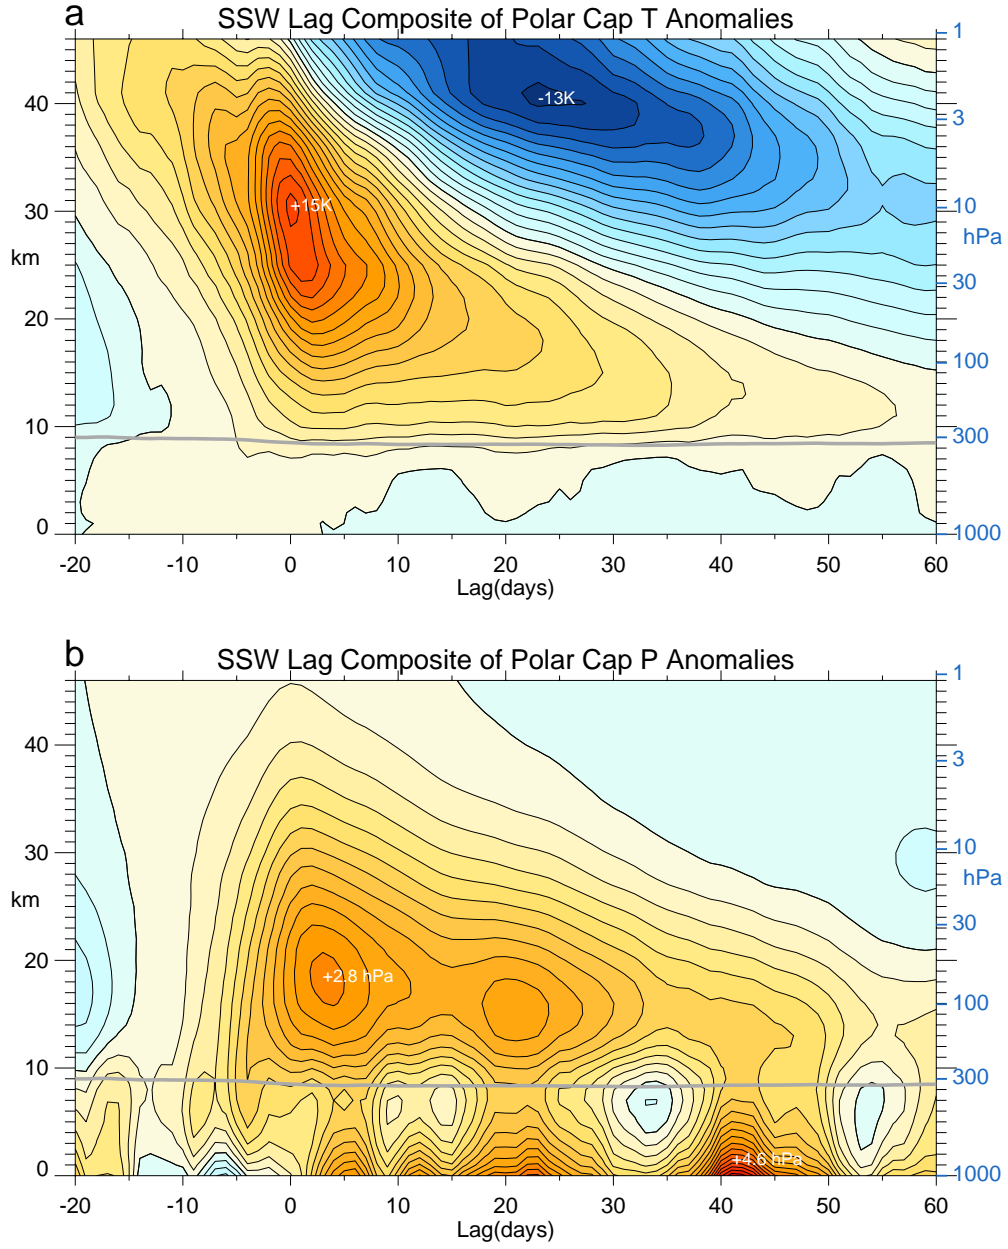 a
SSW Lag Composite of Polar Cap T Anomalies
1
40
-13K
3
30
+15K
10
km
hPa
30
20
100
10
300
0
1000
-20 -10 0 10 20 30 40 50 60
Lag(days)
b
SSW Lag Composite of Polar Cap P Anomalies
1
40
3
30
10
km
hPa
30
20
+2.8 hPa
100
10
300
+4.6 hPa
0
1000
-20 -10 0 10 20 30 40 50 60
Lag(days)